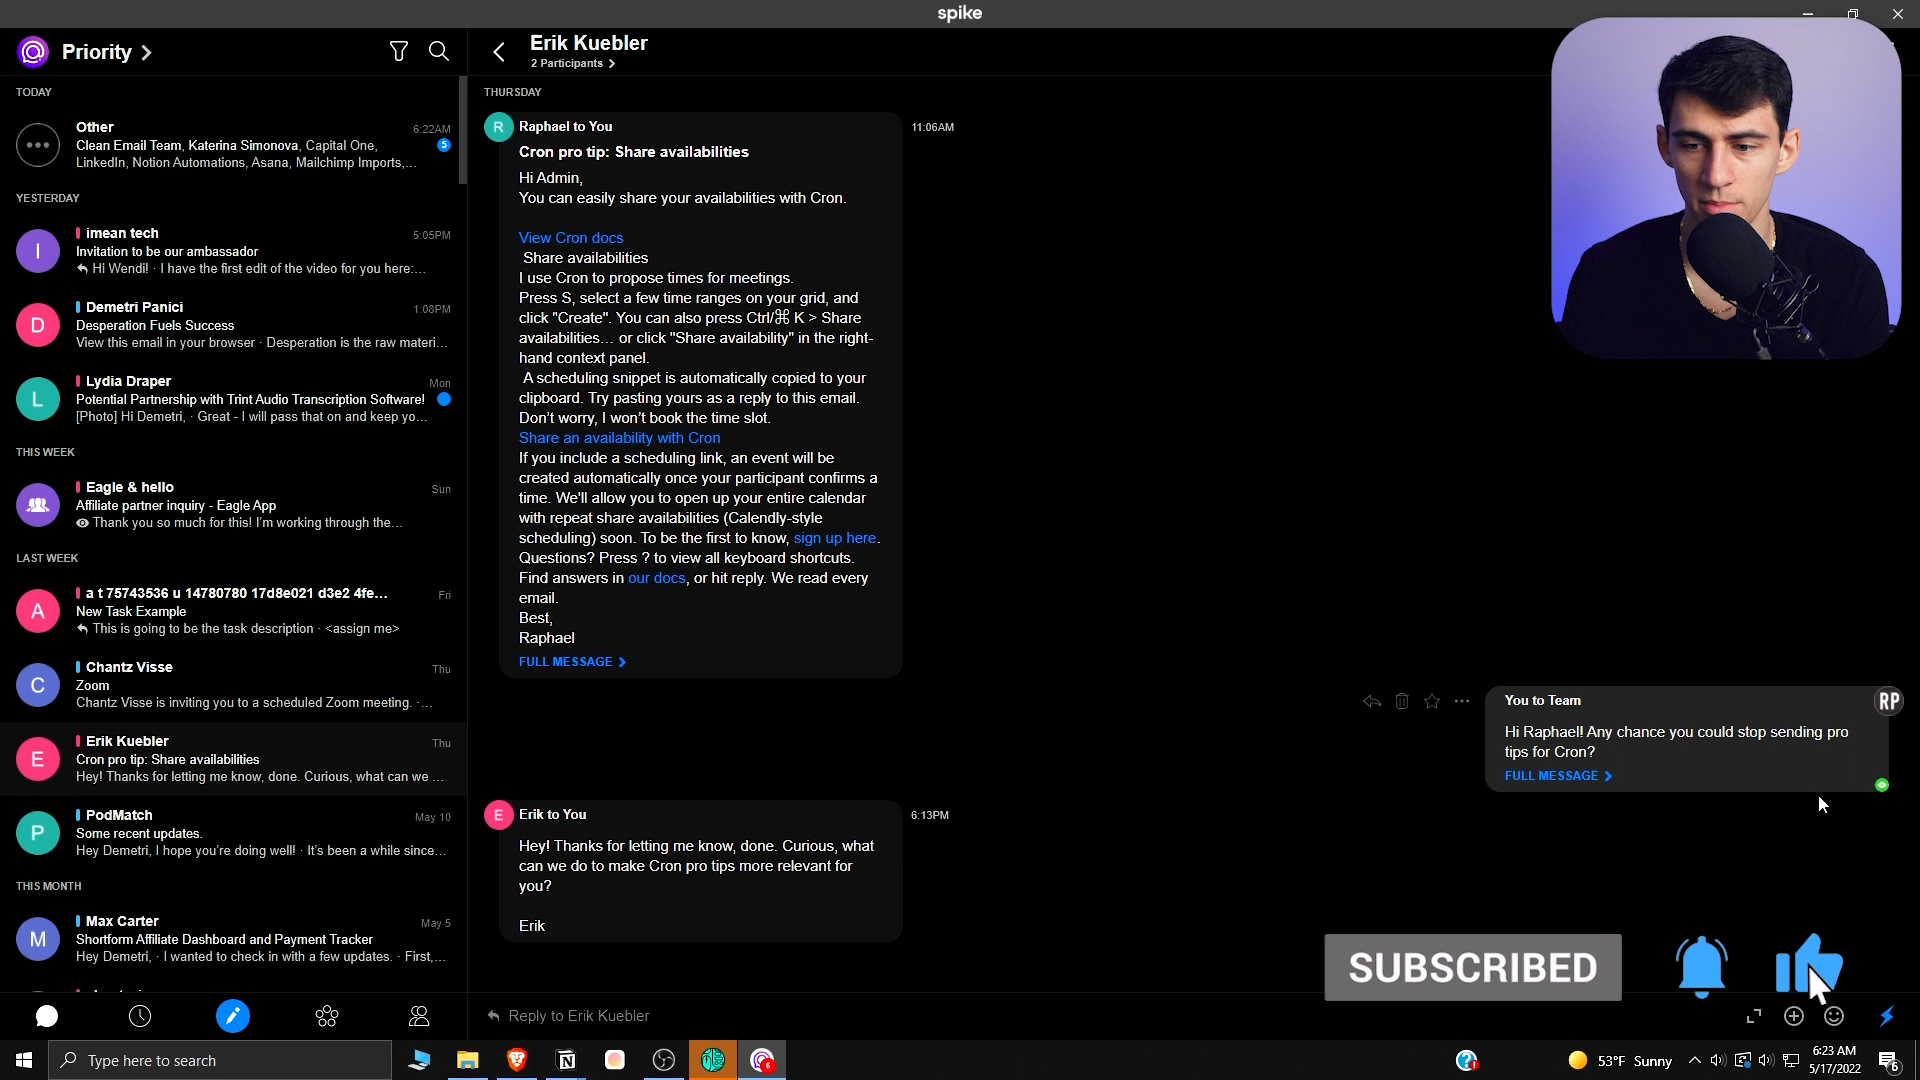 spike
Priority
TODAY
Other
6:22AM
Clean Email Team, Katerina Simonova, Capital One,
5
LinkedIn, Notion Automations, Asana, Mailchimp Imports,...
YESTERDAY
I
imean tech
5:05PM
Invitation to be our ambassador
Hi Wendi! · I have the first edit of the video for you here:...
D
Demetri Panici
1:08PM
Desperation Fuels Success
View this email in your browser · Desperation is the raw materi...
L
Lydia Draper
Mon
Potential Partnership with Trint Audio Transcription Software!
[Photo] Hi Demetri, · Great - I will pass that on and keep yo...
THIS WEEK
Eagle & hello
Sun
Affiliate partner inquiry - Eagle App
Thank you so much for this! I'm working through the...
LAST WEEK
A
a t 75743536 u 14780780 17d8e021 d3e2 4fe...
Fri
New Task Example
This is going to be the task description · <assign me>
C
Chantz Visse
Thu
Zoom
Chantz Visse is inviting you to a scheduled Zoom meeting. ·...
E
Erik Kuebler
Thu
Cron pro tip: Share availabilities
Hey! Thanks for letting me know, done. Curious, what can we ...
P
PodMatch
May 10
Some recent updates.
Hey Demetri, I hope you're doing well! · It's been a while since...
THIS MONTH
M
Max Carter
May 5
Shortform Affiliate Dashboard and Payment Tracker
Hey Demetri, · I wanted to check in with a few updates. · First,...
Erik Kuebler
2 Participants
THURSDAY
R
Raphael to You
11:06AM
Cron pro tip: Share availabilities
Hi Admin,
You can easily share your availabilities with Cron.
View Cron docs
Share availabilities
I use Cron to propose times for meetings.
Press S, select a few time ranges on your grid, and
click "Create". You can also press Ctrl/⌘ K > Share
availabilities… or click "Share availability" in the right-
hand context panel.
A scheduling snippet is automatically copied to your
clipboard. Try pasting yours as a reply to this email.
Don't worry, I won't book the time slot.
Share an availability with Cron
If you include a scheduling link, an event will be
created automatically once your participant confirms a
time. We'll allow you to open up your entire calendar
with repeat share availabilities (Calendly-style
scheduling) soon. To be the first to know, sign up here.
Questions? Press ? to view all keyboard shortcuts.
Find answers in our docs, or hit reply. We read every
email.
Best,
Raphael
FULL MESSAGE
You to Team
RP
Hi Raphael! Any chance you could stop sending pro
tips for Cron?
FULL MESSAGE
E
Erik to You
6:13PM
Hey! Thanks for letting me know, done. Curious, what
can we do to make Cron pro tips more relevant for
you?
Erik
SUBSCRIBED
Reply to Erik Kuebler
Type here to search
6
53°F Sunny
6:23 AM
5/17/2022
6